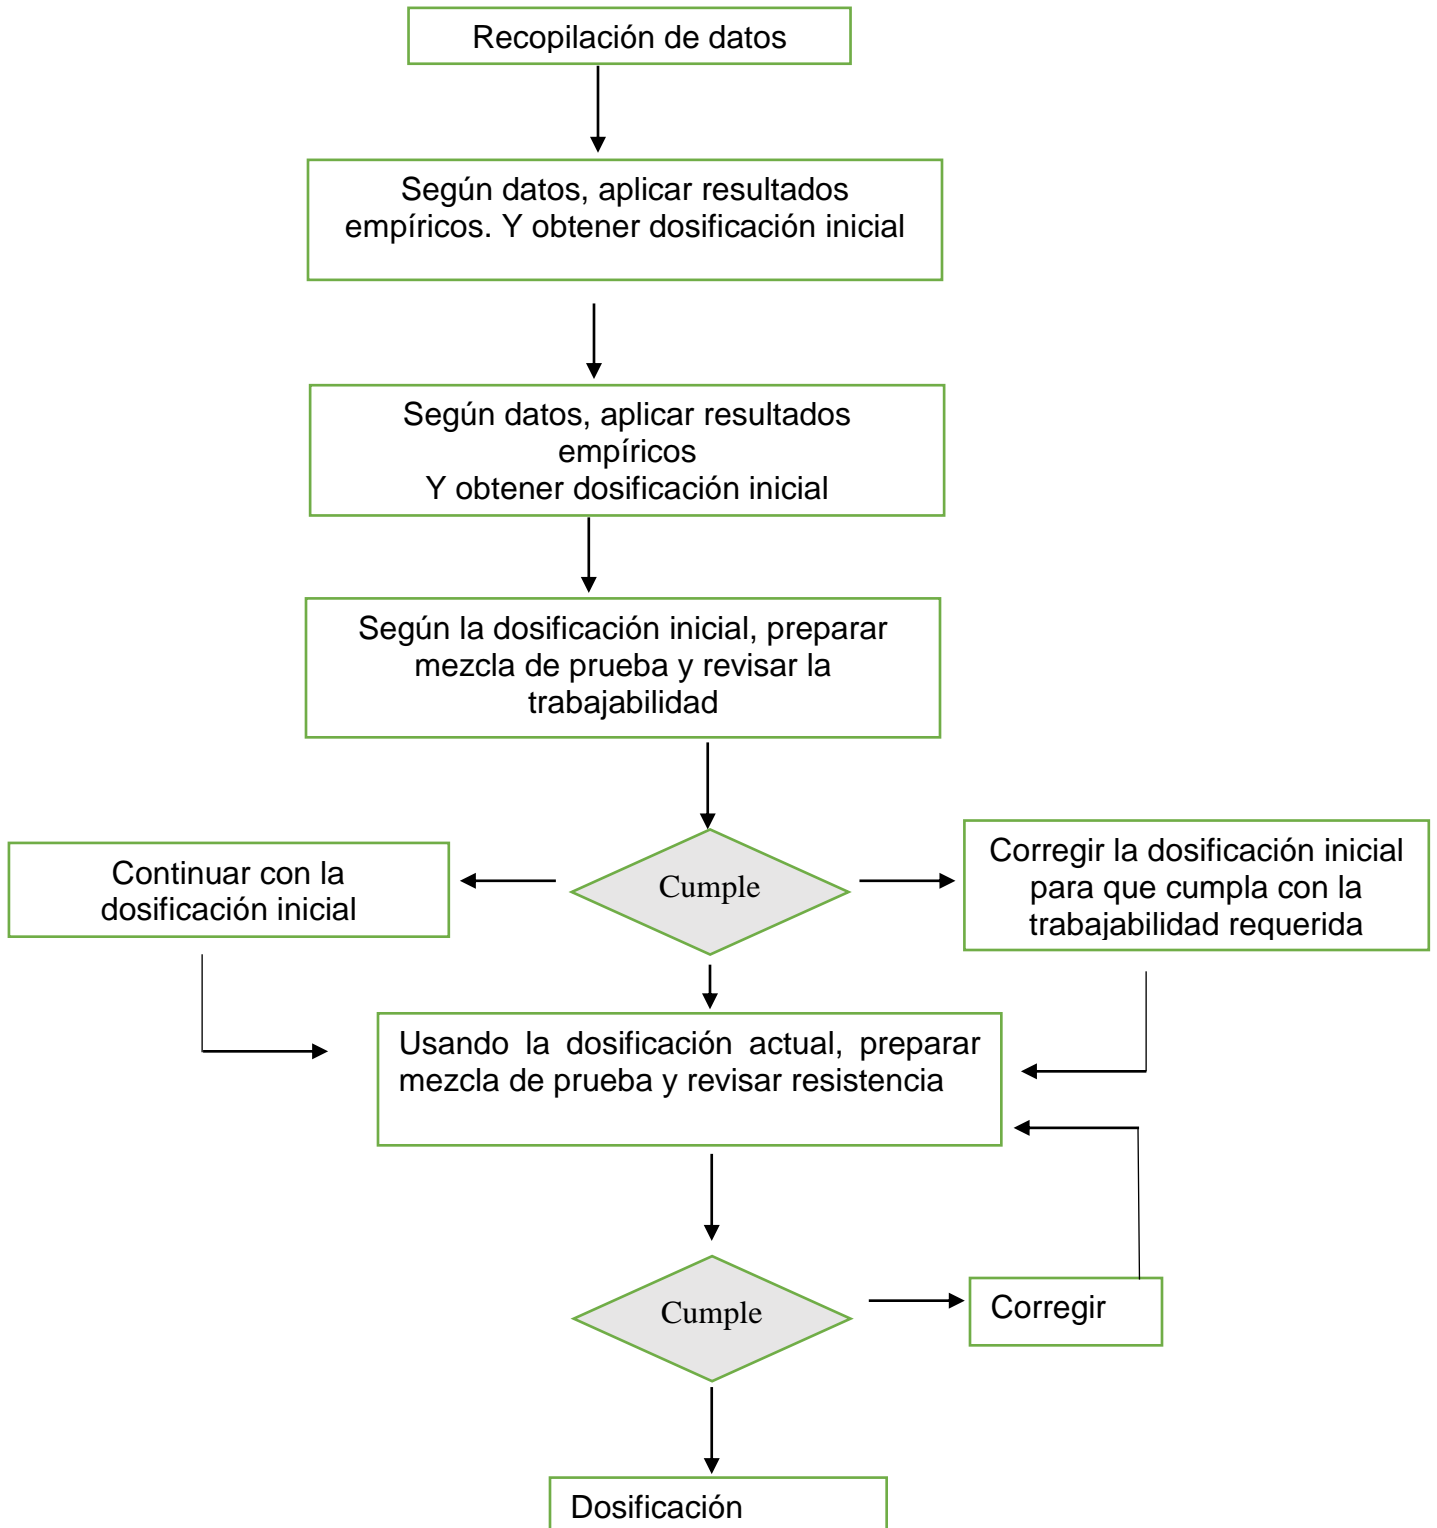 Recopilación de datos
Según datos, aplicar resultados
empíricos. Y obtener dosificación inicial
Según datos, aplicar resultados
empíricos
Y obtener dosificación inicial
Según la dosificación inicial, preparar
mezcla de prueba y revisar la
trabajabilidad
Continuar con la
dosificación inicial
Cumple
Corregir la dosificación inicial
para que cumpla con la
trabajabilidad requerida
Usando la dosificación actual, preparar
mezcla de prueba y revisar resistencia
Cumple
Corregir
Dosificación